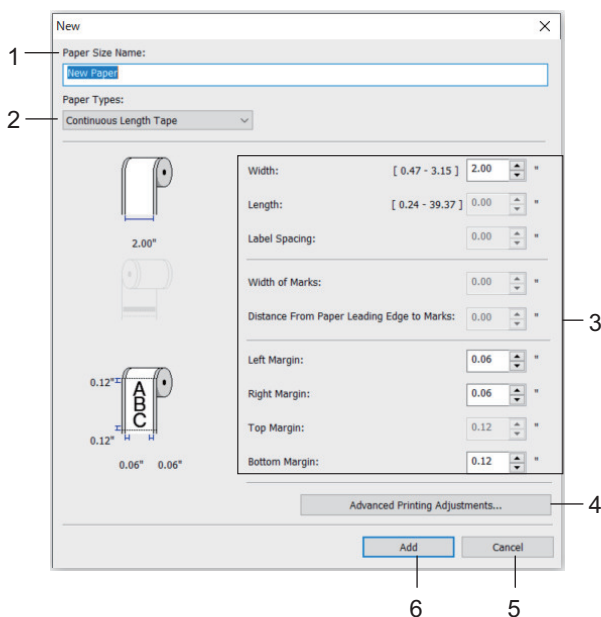 New
1
Paper Size Name:
New Paper
Paper Types:
2
Continuous Length Tape
Width: [ 0.47 - 3.15 ] 2.00 "
Length: [ 0.24 - 39.37 ] 0.00 "
2.00"
Label Spacing: 0.00 "
Width of Marks: 0.00 "
Distance From Paper Leading Edge to Marks: 0.00 "
3
Left Margin: 0.06 "
0.12"
A
B
C
Right Margin: 0.06 "
Top Margin: 0.12 "
0.12"
0.06" 0.06"
Bottom Margin: 0.12 "
Advanced Printing Adjustments...
4
Add
Cancel
6
5